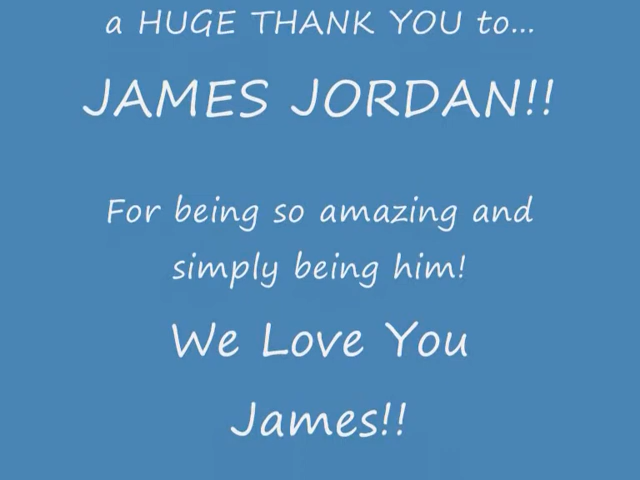 a HUGE THANK YOU to...
JAMES JORDAN!!
For being so amazing and
simply being him!
We Love You
James!!